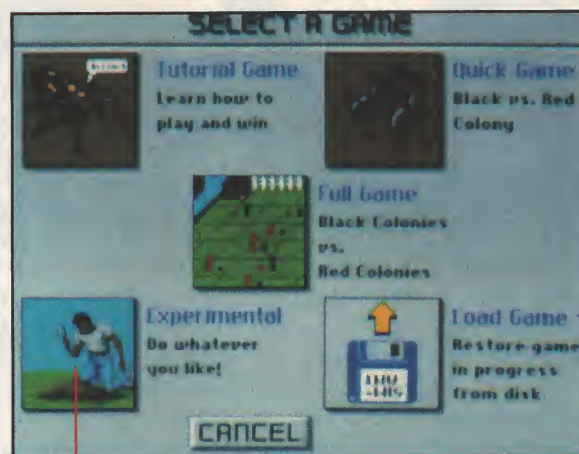 SELECT A GAME
Tutorial Game
Learn how to
play and win
Quick Game
Black vs. Red
Colony
Full Game
Black Colonies
vs.
Red Colonies
Experimental
Do whatever
you like!
Load Game
Restore game
in progress
from disk
CANCEL